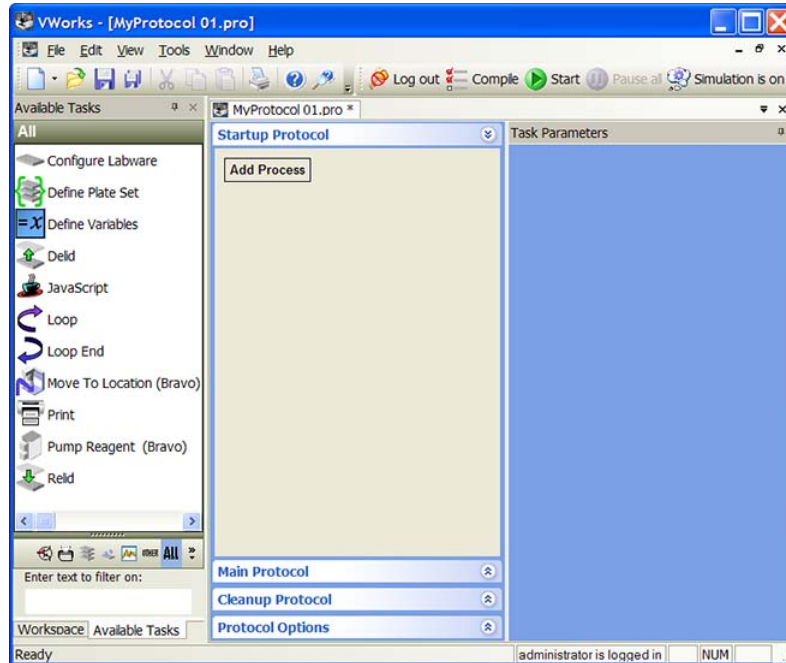 VWorks - [MyProtocol 01.pro]
File Edit View Tools Window Help
Log out Compile Start Pause all Simulation is on
Available Tasks
MyProtocol 01.pro *
All
Startup Protocol
Task Parameters
Configure Labware
Add Process
Define Plate Set
=x Define Variables
Delid
JavaScript
Loop
Loop End
Move To Location (Bravo)
Print
Pump Reagent (Bravo)
Relid
OTHER All
Enter text to filter on:
Main Protocol
Cleanup Protocol
Protocol Options
Workspace Available Tasks
Ready administrator is logged in NUM